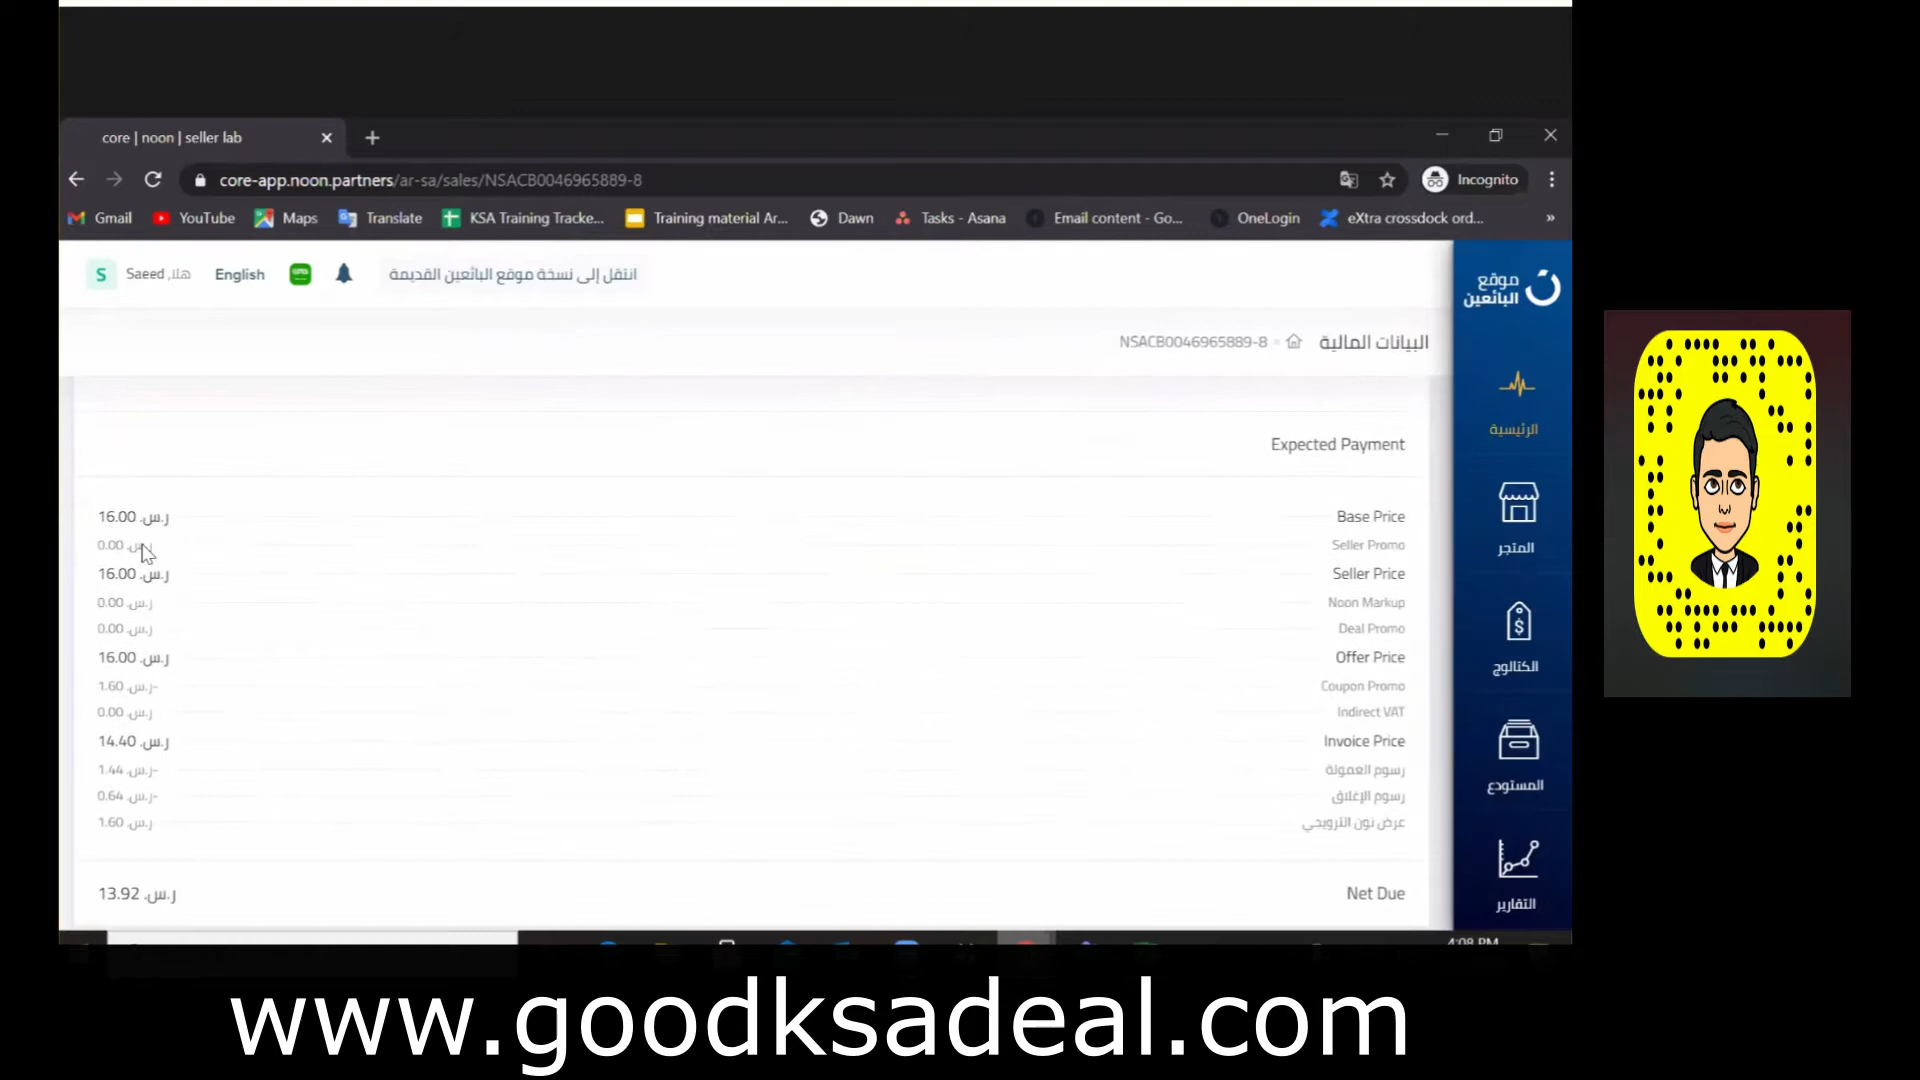 core | noon | seller lab
core-app.noon.partners/ar-sa/sales/NSACB0046965889-8
Incognito
Gmail YouTube Maps Translate KSA Training Tracke... Training material Ar... Dawn Tasks - Asana Email content - Go... OneLogin eXtra crossdock ord... »
S هلا, Saeed English انتقل إلى نسخة موقع البائعين القديمة
موقع البائعين
البيانات المالية NSACB0046965889-8
Expected Payment
Base Price ر.س. 16.00
Seller Promo ر.س. 0.00
Seller Price ر.س. 16.00
Noon Markup ر.س. 0.00
Deal Promo ر.س. 0.00
Offer Price ر.س. 16.00
Coupon Promo -ر.س. 1.60
Indirect VAT ر.س. 0.00
Invoice Price ر.س. 14.40
رسوم العمولة -ر.س. 1.44
رسوم الإغلاق -ر.س. 0.64
عرض نون الترويجي ر.س. 1.60
Net Due ر.س. 13.92
الرئيسية
المتجر
الكتالوج
المستودع
التقارير
4:08 PM
www.goodksadeal.com